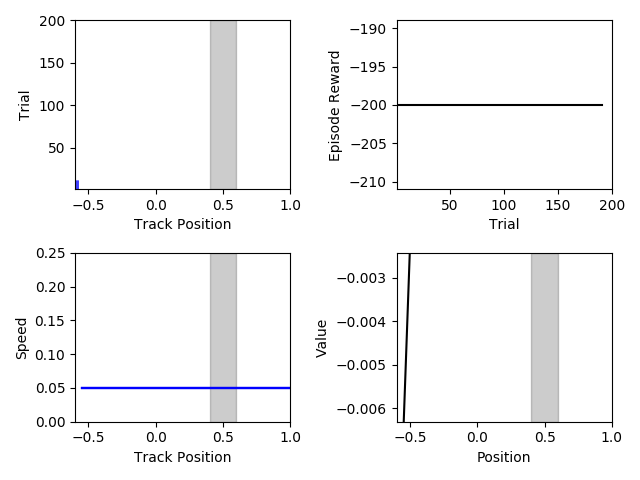 200
150
100
50
Trial
−0.5 0.0 0.5 1.0
Track Position
−190
−195
−200
−205
−210
Episode Reward
50 100 150 200
Trial
0.25
0.20
0.15
0.10
0.05
0.00
Speed
−0.5 0.0 0.5 1.0
Track Position
−0.003
−0.004
−0.005
−0.006
Value
−0.5 0.0 0.5 1.0
Position